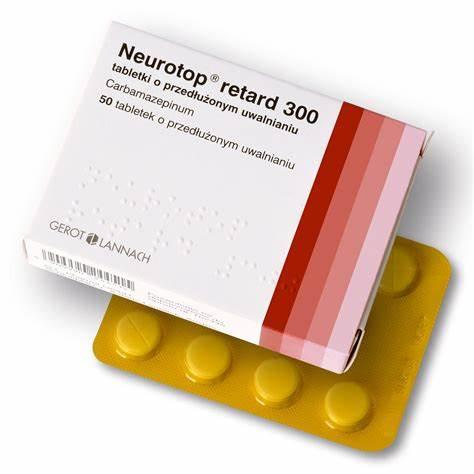 Neurotop® retard 300
tabletki o przedłużonym uwalnianiu
Carbamazepinum
50 tabletek o przedłużonym uwalnianiu
GEROT LANNACH